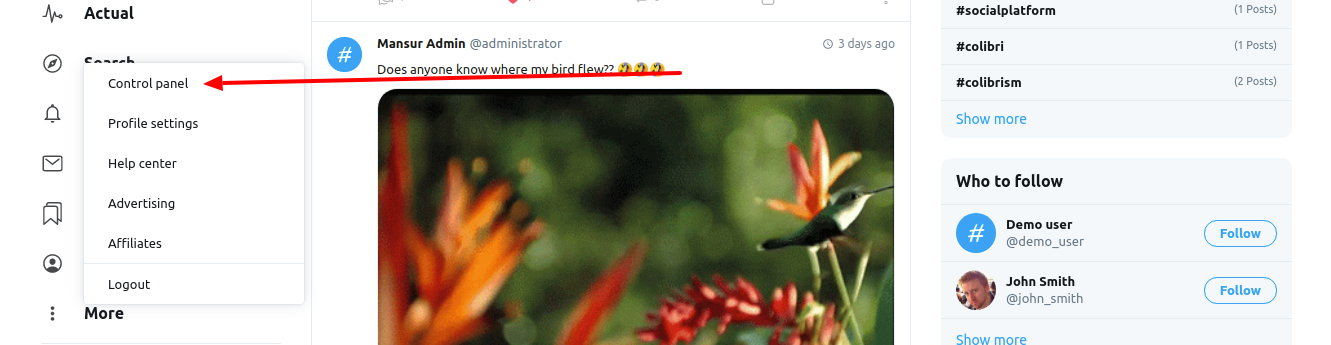 Actual
Search
Control panel
Profile settings
Help center
Advertising
Affiliates
Logout
More
#
Mansur Admin @administrator
3 days ago
Does anyone know where my bird flew?? 🤔🤔🤔
#socialplatform (1 Posts)
#colibri (1 Posts)
#colibrism (2 Posts)
Show more
Who to follow
#
Demo user
@demo_user
Follow
John Smith
@john_smith
Follow
Show more